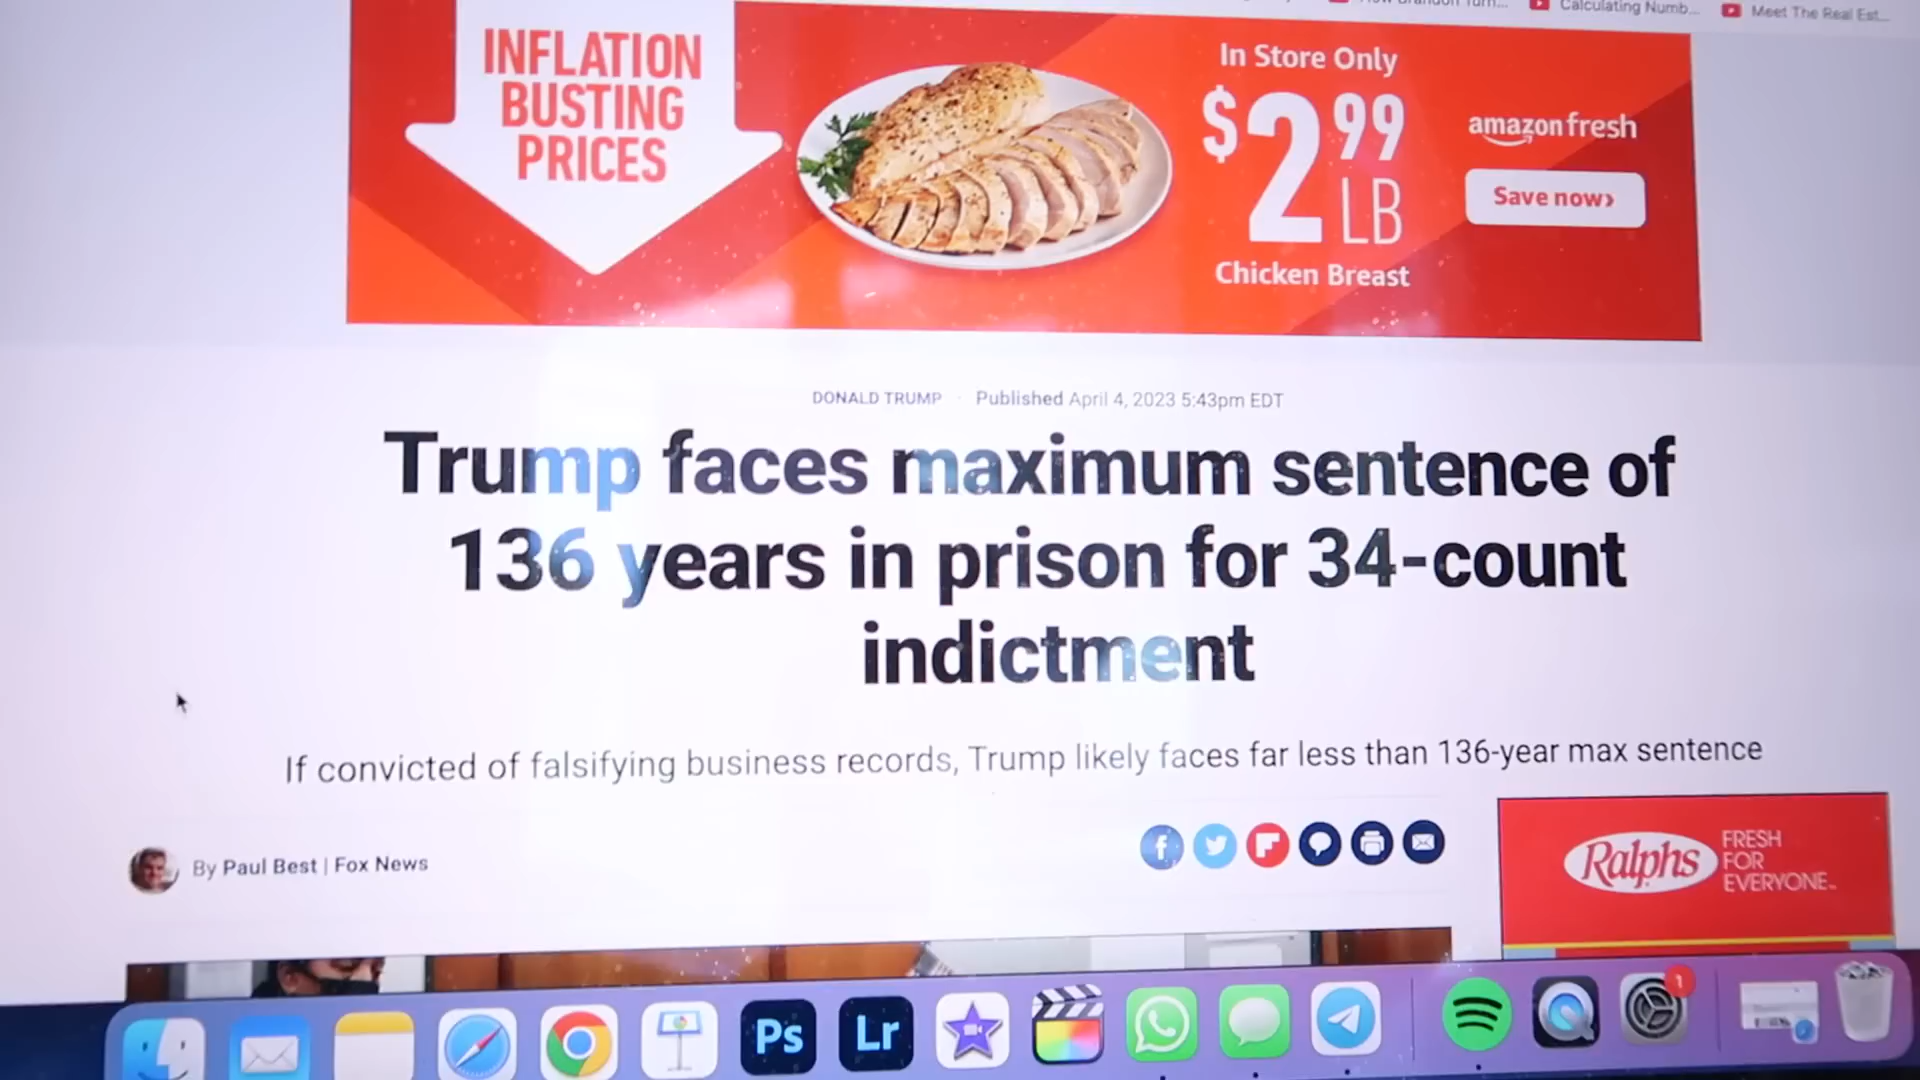 Calculating Numb...
Meet The Real Est...
INFLATION
BUSTING
PRICES
In Store Only
$2 99
LB
Chicken Breast
amazon fresh
Save now›
DONALD TRUMP · Published April 4, 2023 5:43pm EDT
Trump faces maximum sentence of
136 years in prison for 34-count
indictment
If convicted of falsifying business records, Trump likely faces far less than 136-year max sentence
By Paul Best | Fox News
Ralphs
FRESH
FOR
EVERYONE™
Ps
Lr
1